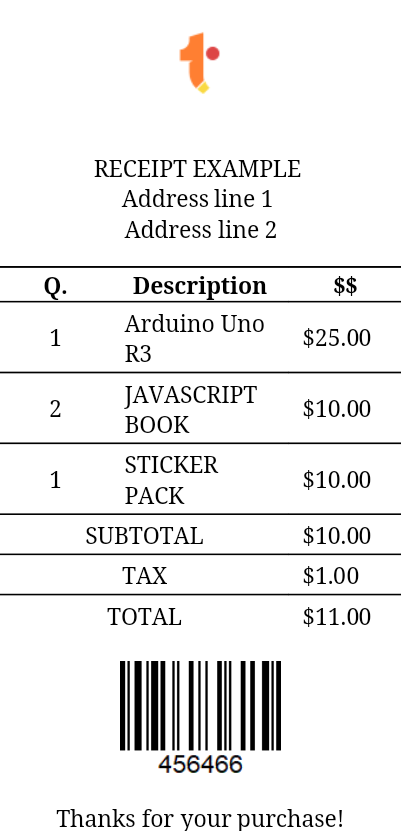 RECEIPT EXAMPLE
Address line 1
Address line 2
Q. Description $$
1 Arduino Uno R3 $25.00
2 JAVASCRIPT BOOK $10.00
1 STICKER PACK $10.00
SUBTOTAL $10.00
TAX $1.00
TOTAL $11.00
456466
Thanks for your purchase!